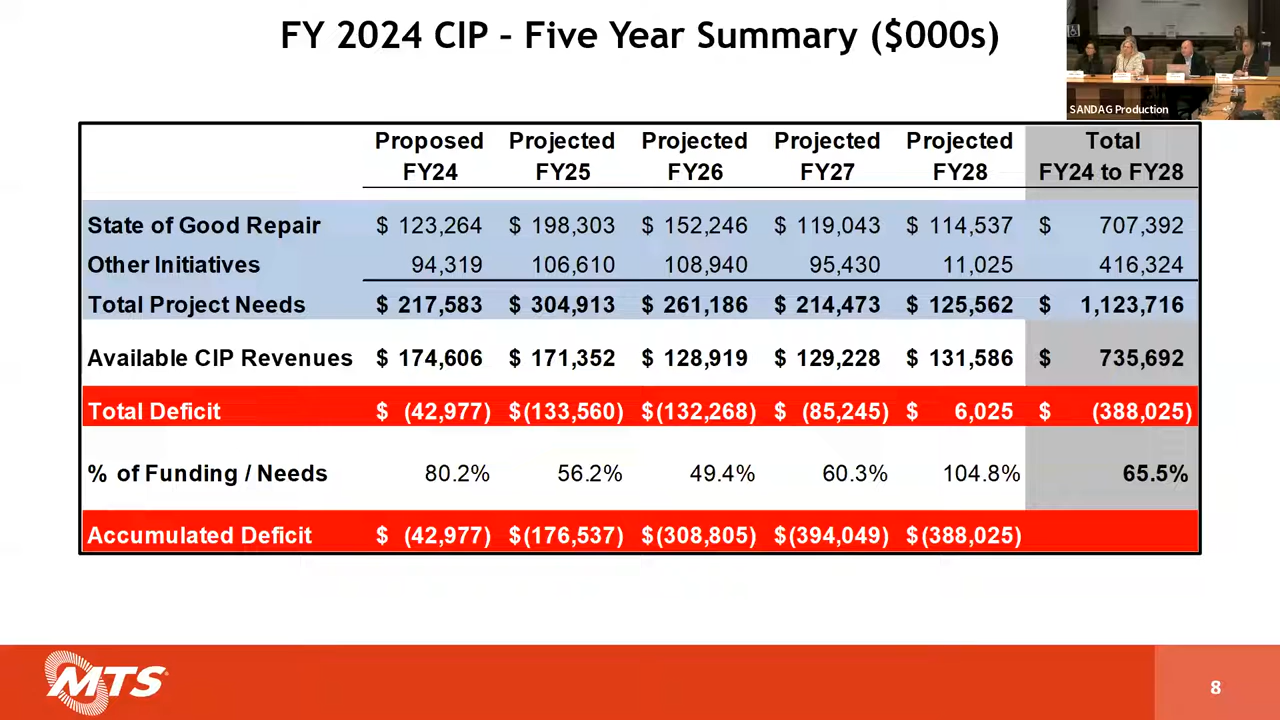 FY 2024 CIP – Five Year Summary ($000s)
SANDAG Production
Proposed Projected Projected Projected Projected Total
FY24 FY25 FY26 FY27 FY28 FY24 to FY28
State of Good Repair $ 123,264 $ 198,303 $ 152,246 $ 119,043 $ 114,537 $ 707,392
Other Initiatives 94,319 106,610 108,940 95,430 11,025 416,324
Total Project Needs $ 217,583 $ 304,913 $ 261,186 $ 214,473 $ 125,562 $ 1,123,716
Available CIP Revenues $ 174,606 $ 171,352 $ 128,919 $ 129,228 $ 131,586 $ 735,692
Total Deficit $ (42,977) $(133,560) $(132,268) $ (85,245) $ 6,025 $ (388,025)
% of Funding / Needs 80.2% 56.2% 49.4% 60.3% 104.8% 65.5%
Accumulated Deficit $ (42,977) $(176,537) $(308,805) $(394,049) $(388,025)
MTS
8